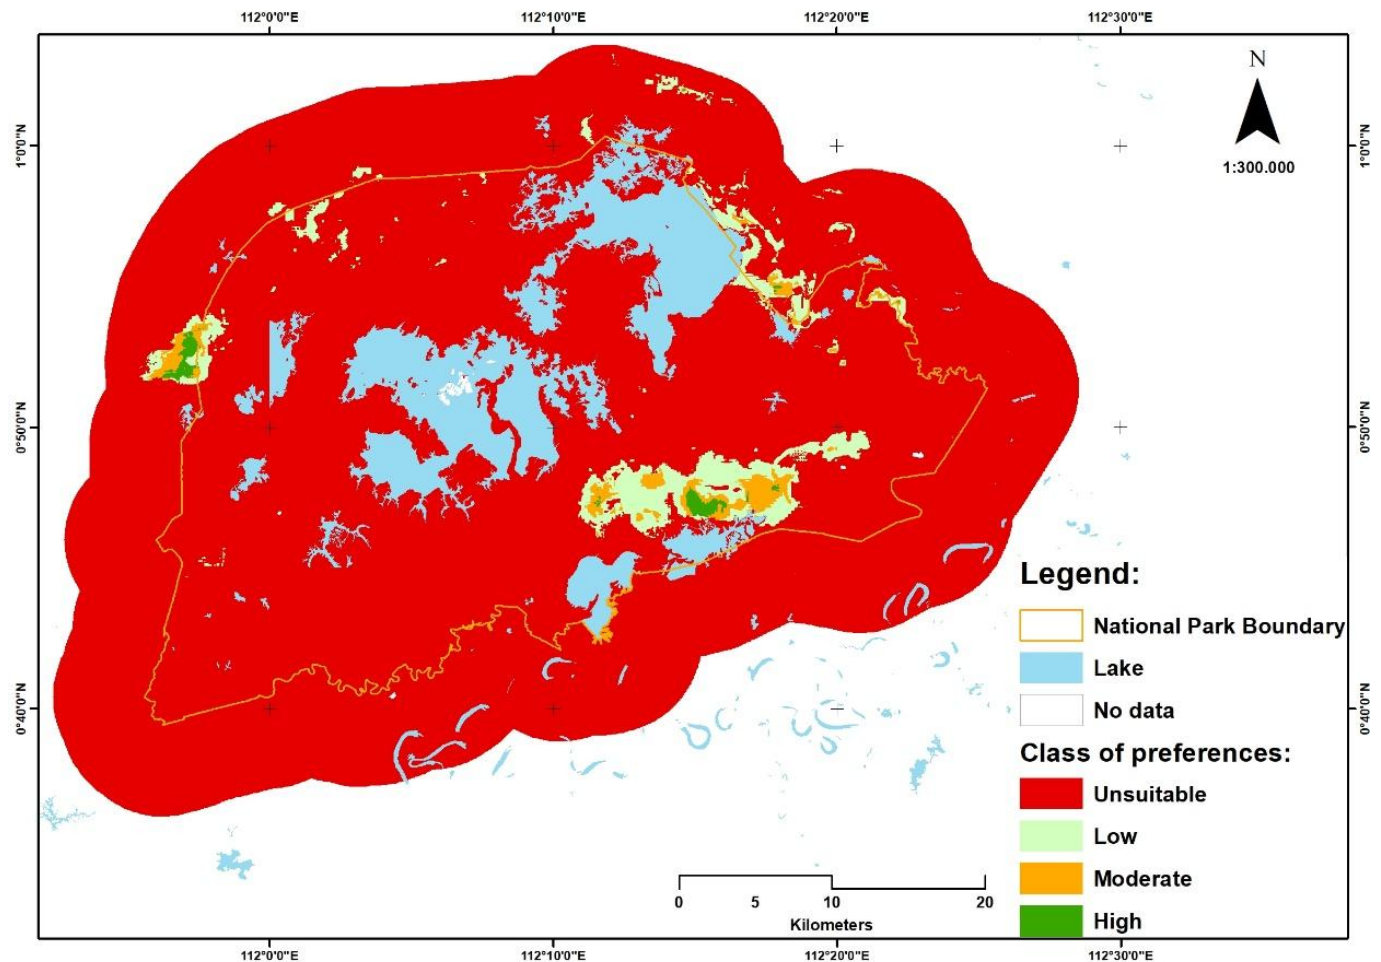 112°0'0"E 112°10'0"E 112°20'0"E 112°30'0"E
N
1:300.000
1°0'0"N 1°0'0"N
0°50'0"N 0°50'0"N
0°40'0"N 0°40'0"N
Legend:
National Park Boundary
Lake
No data
Class of preferences:
Unsuitable
Low
Moderate
High
0 5 10 20
Kilometers
112°0'0"E 112°10'0"E 112°20'0"E 112°30'0"E